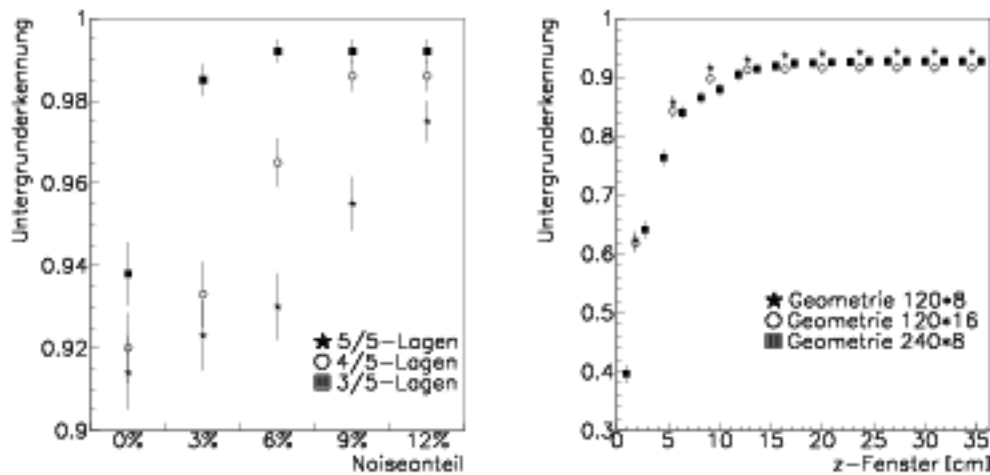 Untergrunderkennung
1
0.98
0.96
0.94
0.92
0.9
0% 3% 6% 9% 12%
Noiseanteil
5/5-Lagen
4/5-Lagen
3/5-Lagen
Untergrunderkennung
1
0.9
0.8
0.7
0.6
0.5
0.4
0.3
0 5 10 15 20 25 30 35
z-Fenster [cm]
Geometrie 120*8
Geometrie 120*16
Geometrie 240*8